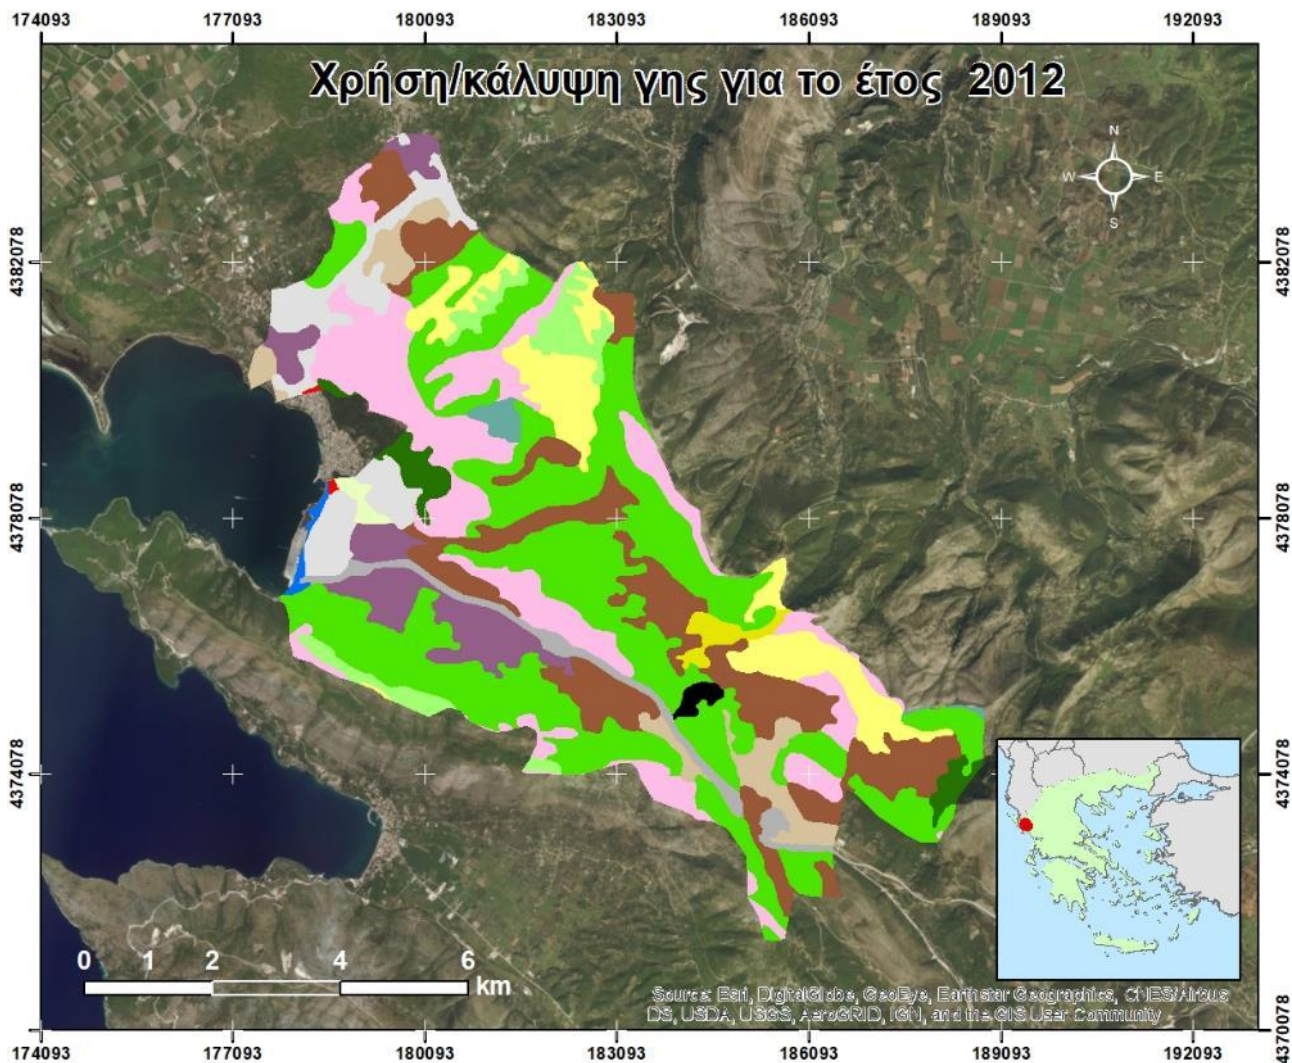 174093 177093 180093 183093 186093 189093 192093
Χρήση/κάλυψη γης για το έτος 2012
N
W E
S
4382078 4382078
4378078 4378078
4374078 4374078
0 1 2 4 6
km
Source: Esri, DigitalGlobe, GeoEye, Earthstar Geographics, CNES/Airbus
DS, USDA, USGS, AeroGRID, IGN, and the GIS User Community
4370078 4370078
174093 177093 180093 183093 186093 189093 192093